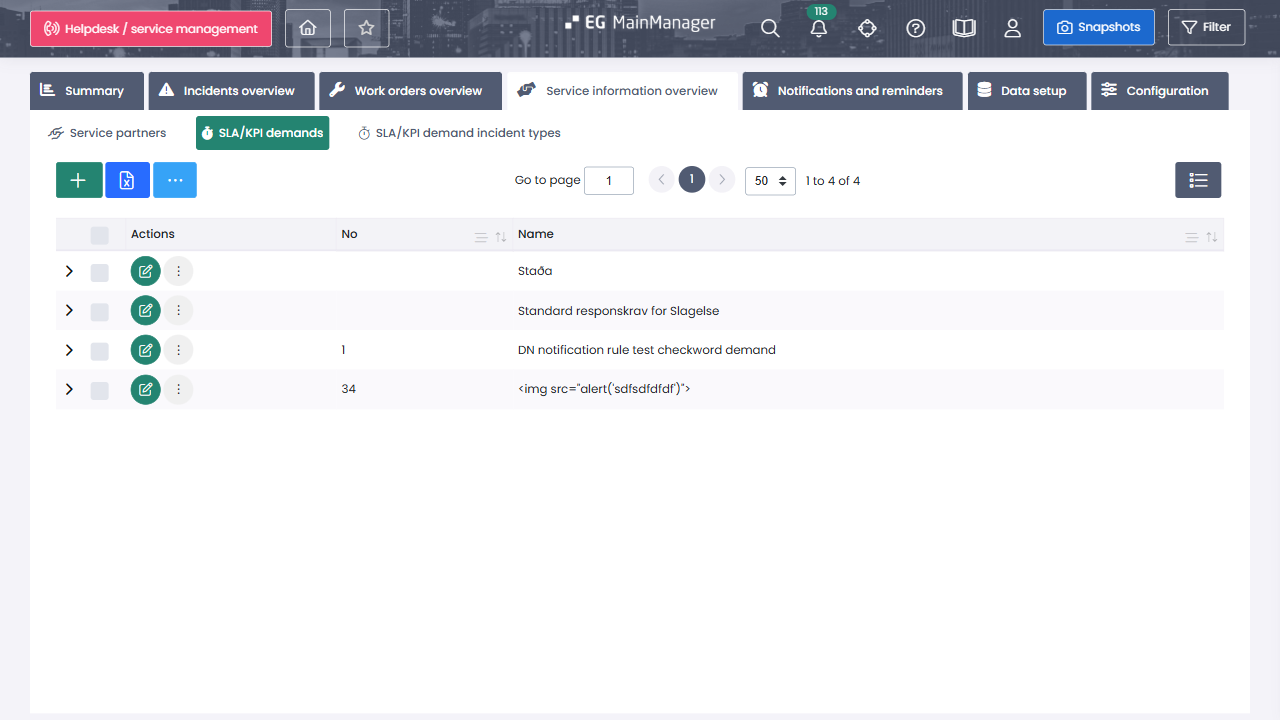 113
Helpdesk / service management
EG MainManager
Snapshots
Filter
Summary
Incidents overview
Work orders overview
Service information overview
Notifications and reminders
Data setup
Configuration
Service partners
SLA/KPI demands
SLA/KPI demand incident types
Go to page
1
1
50
1 to 4 of 4
Actions
No
Name
Staða
Standard responskrav for Slagelse
1
DN notification rule test checkword demand
34
<img src="alert('sdfsdfdfdf')">